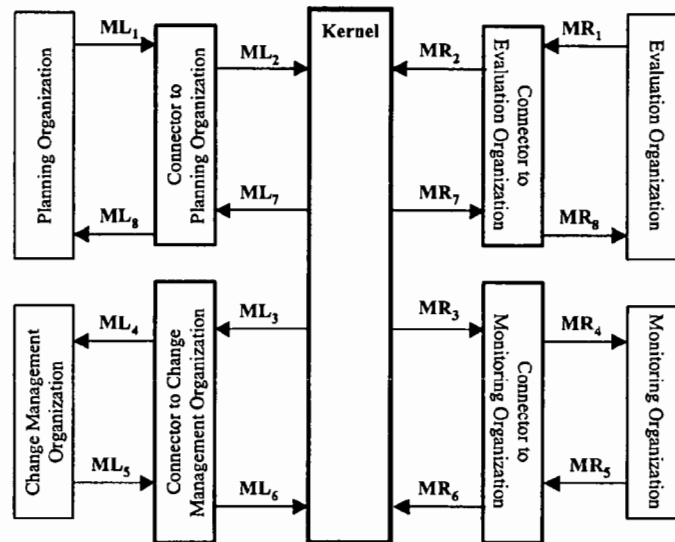 Kernel
ML1
ML2
MR2
MR1
Planning Organization
Connector to
Planning Organization
Connector to
Evaluation Organization
Evaluation Organization
ML8
ML7
MR7
MR8
ML4
ML3
MR3
MR4
Change Management
Organization
Connector to Change
Management Organization
Connector to
Monitoring Organization
Monitoring Organization
ML5
ML6
MR6
MR5